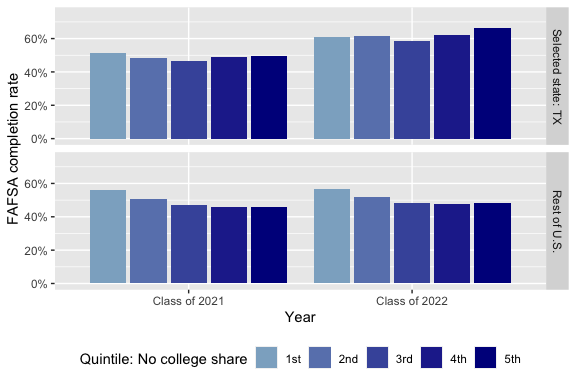 60%
40%
20%
0%
Selected state: TX
60%
40%
20%
0%
Rest of U.S.
FAFSA completion rate
Class of 2021 Class of 2022
Year
Quintile: No college share 1st 2nd 3rd 4th 5th